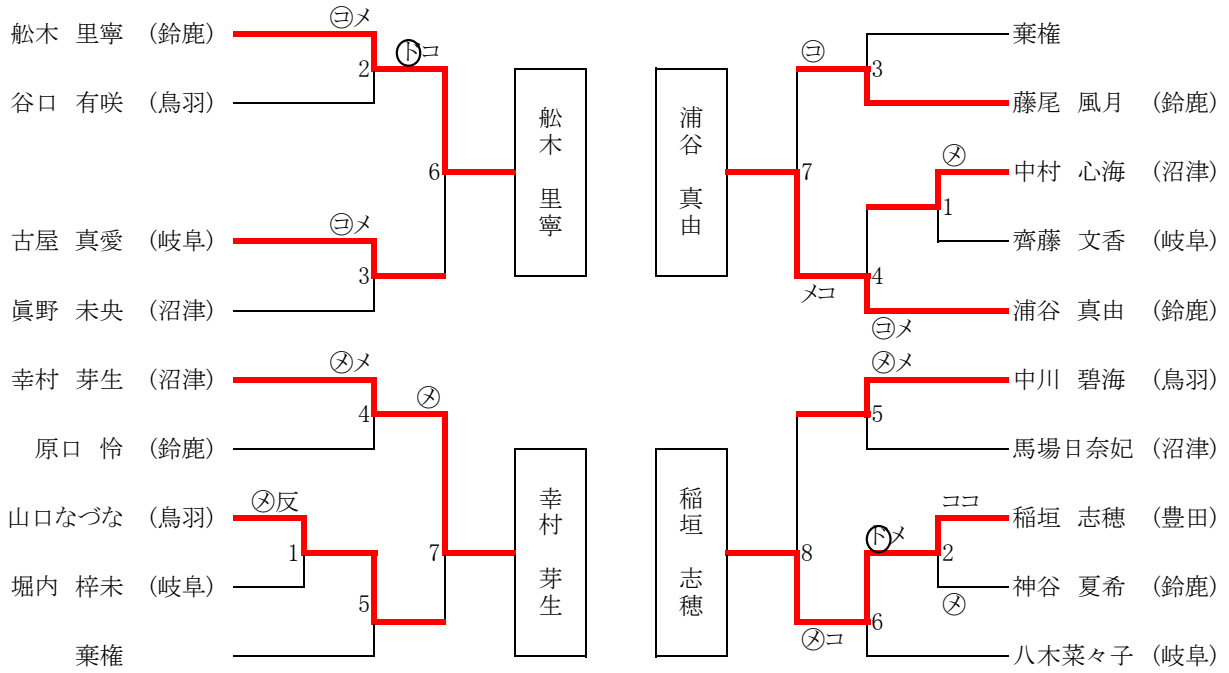 舩木 里寧 (鈴鹿)
㋙メ
2
谷口 有咲 (鳥羽)
㋣゙コ
6
古屋 真愛 (岐阜)
㋙メ
3
眞野 未央 (沼津)
舩木 里寧
幸村 芽生 (沼津)
㋱メ
4
原口 怜 (鈴鹿)
㋱
山口なづな (鳥羽)
㋱反
1
堀内 梓未 (岐阜)
7
5
棄権
幸村 芽生
浦谷 真由
㋙
3
棄権
藤尾 風月 (鈴鹿)
7
㋱
中村 心海 (沼津)
1
齊藤 文香 (岐阜)
メコ
4
浦谷 真由 (鈴鹿)
㋙メ
㋱メ
中川 碧海 (鳥羽)
5
馬場日奈妃 (沼津)
稲垣 志穂
8
ココ
稲垣 志穂 (豊田)
㋣゙メ
2
神谷 夏希 (鈴鹿)
㋱
㋱コ
6
八木菜々子 (岐阜)